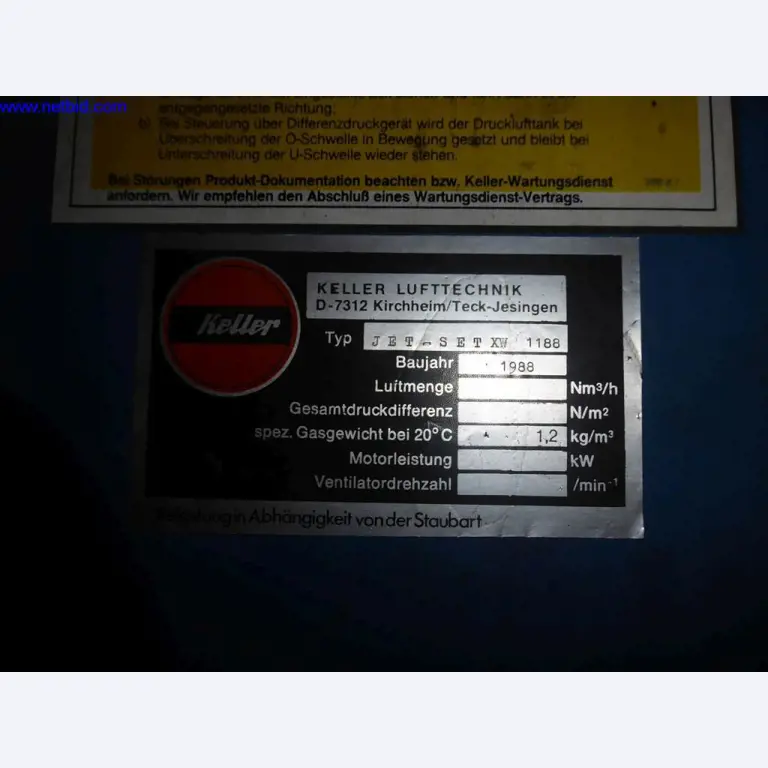 www.netbid.com
entgegengesetzte Richtung.
b) Bei Steuerung über Differenzdruckgerät wird der Drucklufttank bei
Überschreitung der O-Schwelle in Bewegung gesetzt und bleibt bei
Unterschreitung der U-Schwelle wieder stehen.
Bei Störungen Produkt-Dokumentation beachten bzw. Keller-Wartungsdienst
anfordern. Wir empfehlen den Abschluß eines Wartungsdienst-Vertrags.
Keller
KELLER LUFTTECHNIK
D-7312 Kirchheim/Teck-Jesingen
Typ JET-SET XW 1188
Baujahr 1988
Luftmenge Nm³/h
Gesamtdruckdifferenz N/m²
spez. Gasgewicht bei 20°C 1,2 kg/m³
Motorleistung kW
Ventilatordrehzahl /min⁻¹
in Abhängigkeit von der Staubart